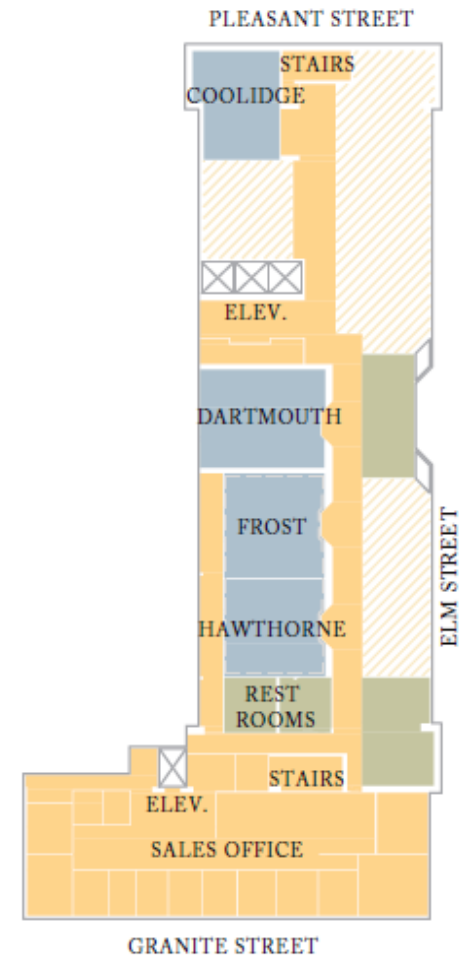 PLEASANT STREET
STAIRS
COOLIDGE
ELEV.
DARTMOUTH
FROST
ELM STREET
HAWTHORNE
REST
ROOMS
STAIRS
ELEV.
SALES OFFICE
GRANITE STREET